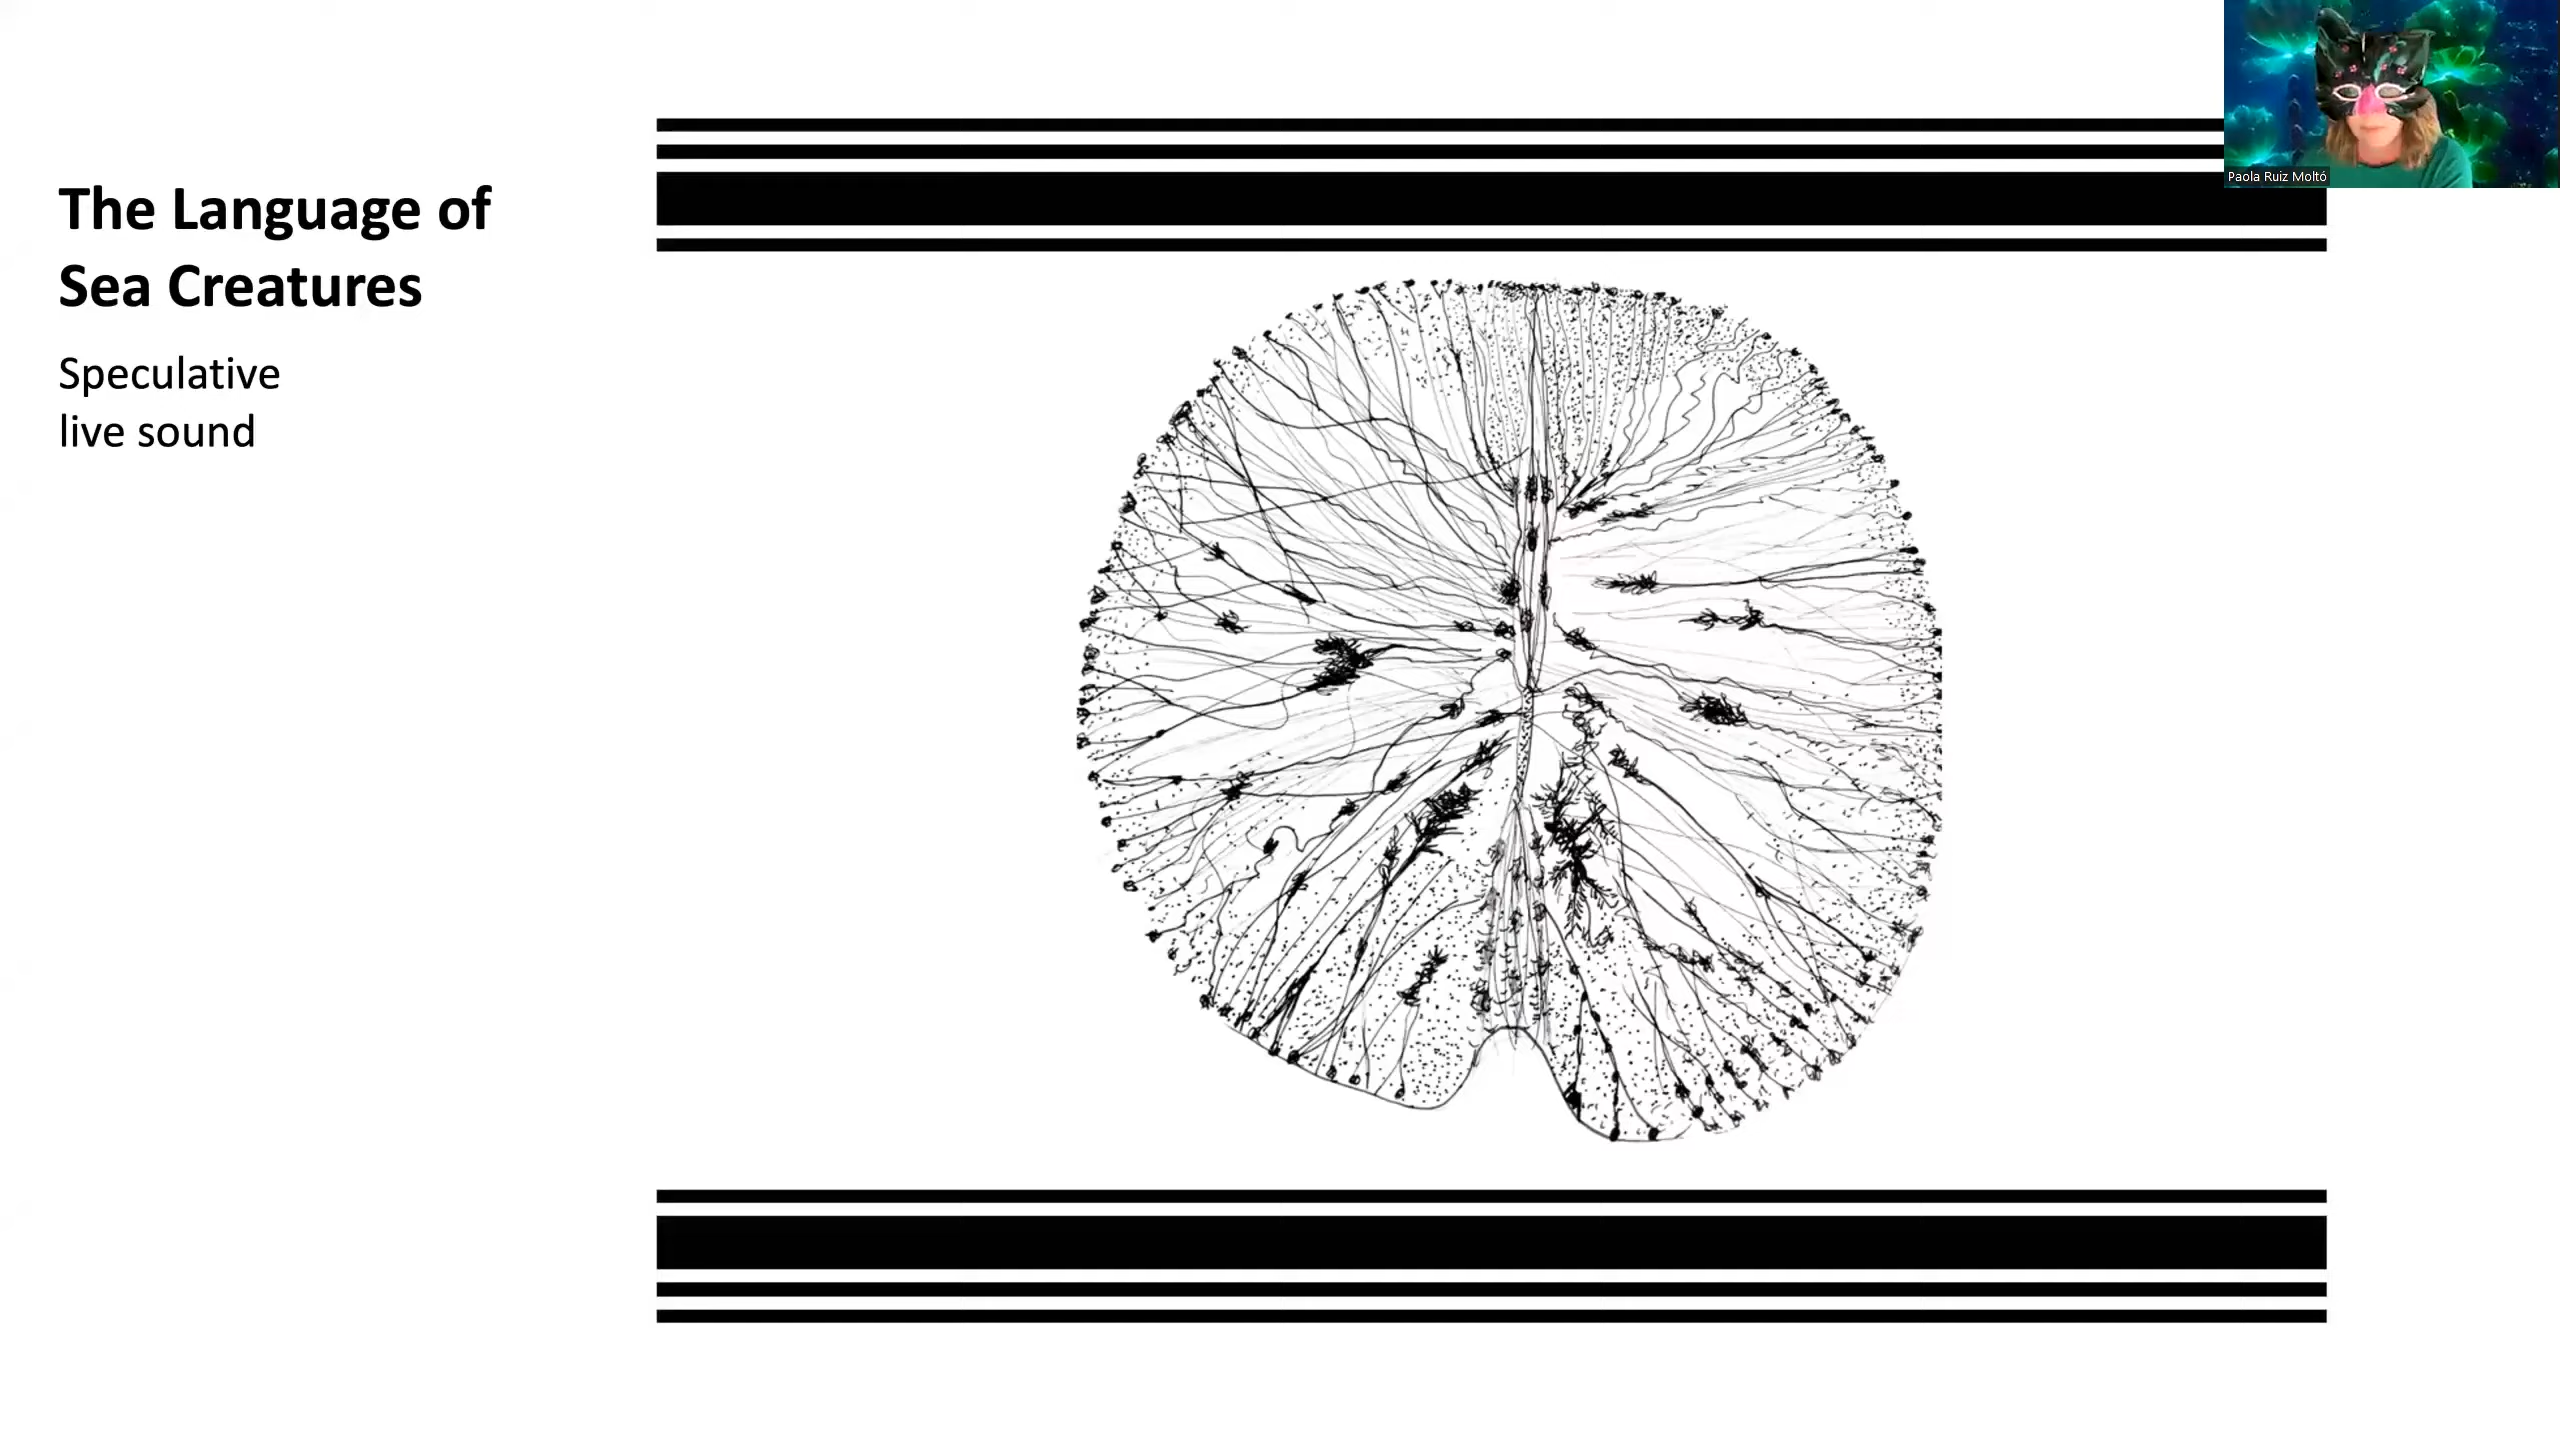 The Language of
Sea Creatures
Speculative
live sound
Paola Ruiz Moltó